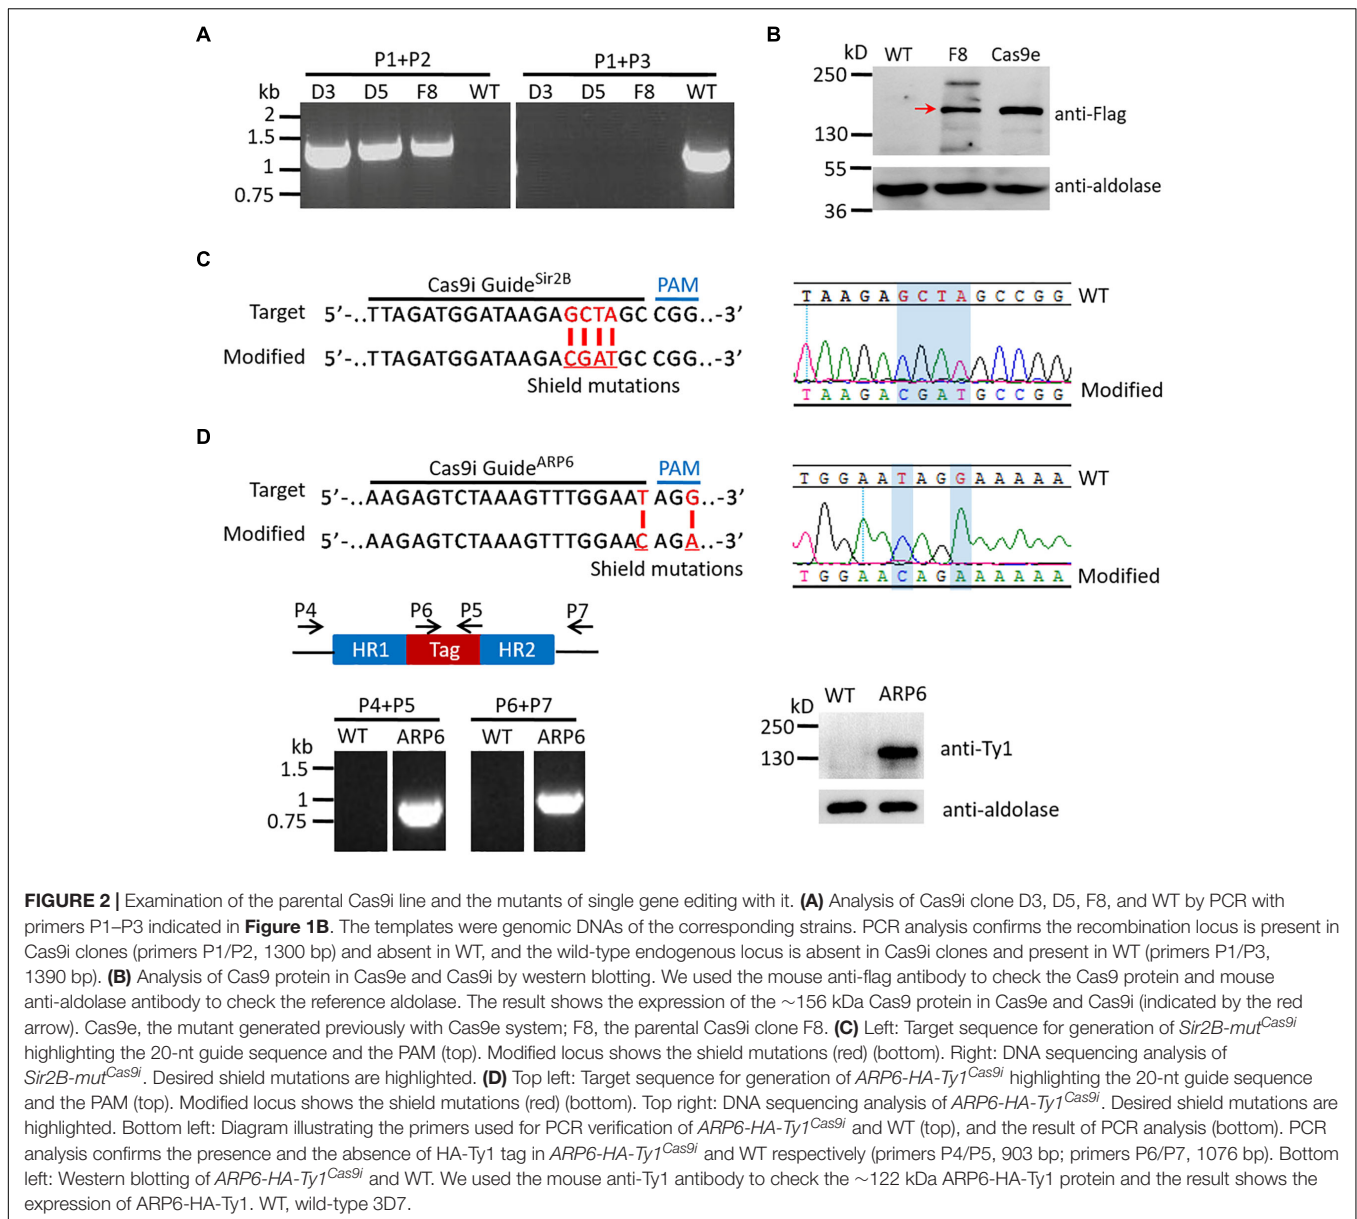 A
P1+P2
P1+P3
kb
D3 D5 F8 WT
D3 D5 F8 WT
2
1.5
1
0.75
B
kD WT F8 Cas9e
250
130
anti-Flag
55
36
anti-aldolase
C
Cas9i Guide^Sir2B PAM
Target 5’-..TTAGATGGATAAGAGCTAGC CGG..-3’
Modified 5’-..TTAGATGGATAAGACGATGC CGG..-3’
Shield mutations
T A A G A G C T A G C C G G WT
T A A G A C G A T G C C G G Modified
D
Cas9i Guide^ARP6 PAM
Target 5’-..AAGAGTCTAAAGTTTGGAAT AGG..-3’
Modified 5’-..AAGAGTCTAAAGTTTGGAAC AGA..-3’
Shield mutations
T G G A A T A G G A A A A A WT
T G G A A C A G A A A A A A Modified
P4 P6 P5 P7
HR1 Tag HR2
P4+P5 P6+P7
WT ARP6 WT ARP6
kb
1.5
1
0.75
WT ARP6
kD
250
130
anti-Ty1
anti-aldolase
FIGURE 2 | Examination of the parental Cas9i line and the mutants of single gene editing with it. (A) Analysis of Cas9i clone D3, D5, F8, and WT by PCR with
primers P1–P3 indicated in Figure 1B. The templates were genomic DNAs of the corresponding strains. PCR analysis confirms the recombination locus is present in
Cas9i clones (primers P1/P2, 1300 bp) and absent in WT, and the wild-type endogenous locus is absent in Cas9i clones and present in WT (primers P1/P3,
1390 bp). (B) Analysis of Cas9 protein in Cas9e and Cas9i by western blotting. We used the mouse anti-flag antibody to check the Cas9 protein and mouse
anti-aldolase antibody to check the reference aldolase. The result shows the expression of the ∼156 kDa Cas9 protein in Cas9e and Cas9i (indicated by the red
arrow). Cas9e, the mutant generated previously with Cas9e system; F8, the parental Cas9i clone F8. (C) Left: Target sequence for generation of Sir2B-mut^Cas9i
highlighting the 20-nt guide sequence and the PAM (top). Modified locus shows the shield mutations (red) (bottom). Right: DNA sequencing analysis of
Sir2B-mut^Cas9i. Desired shield mutations are highlighted. (D) Top left: Target sequence for generation of ARP6-HA-Ty1^Cas9i highlighting the 20-nt guide sequence
and the PAM (top). Modified locus shows the shield mutations (red) (bottom). Top right: DNA sequencing analysis of ARP6-HA-Ty1^Cas9i. Desired shield mutations are
highlighted. Bottom left: Diagram illustrating the primers used for PCR verification of ARP6-HA-Ty1^Cas9i and WT (top), and the result of PCR analysis (bottom). PCR
analysis confirms the presence and the absence of HA-Ty1 tag in ARP6-HA-Ty1^Cas9i and WT respectively (primers P4/P5, 903 bp; primers P6/P7, 1076 bp). Bottom
left: Western blotting of ARP6-HA-Ty1^Cas9i and WT. We used the mouse anti-Ty1 antibody to check the ∼122 kDa ARP6-HA-Ty1 protein and the result shows the
expression of ARP6-HA-Ty1. WT, wild-type 3D7.